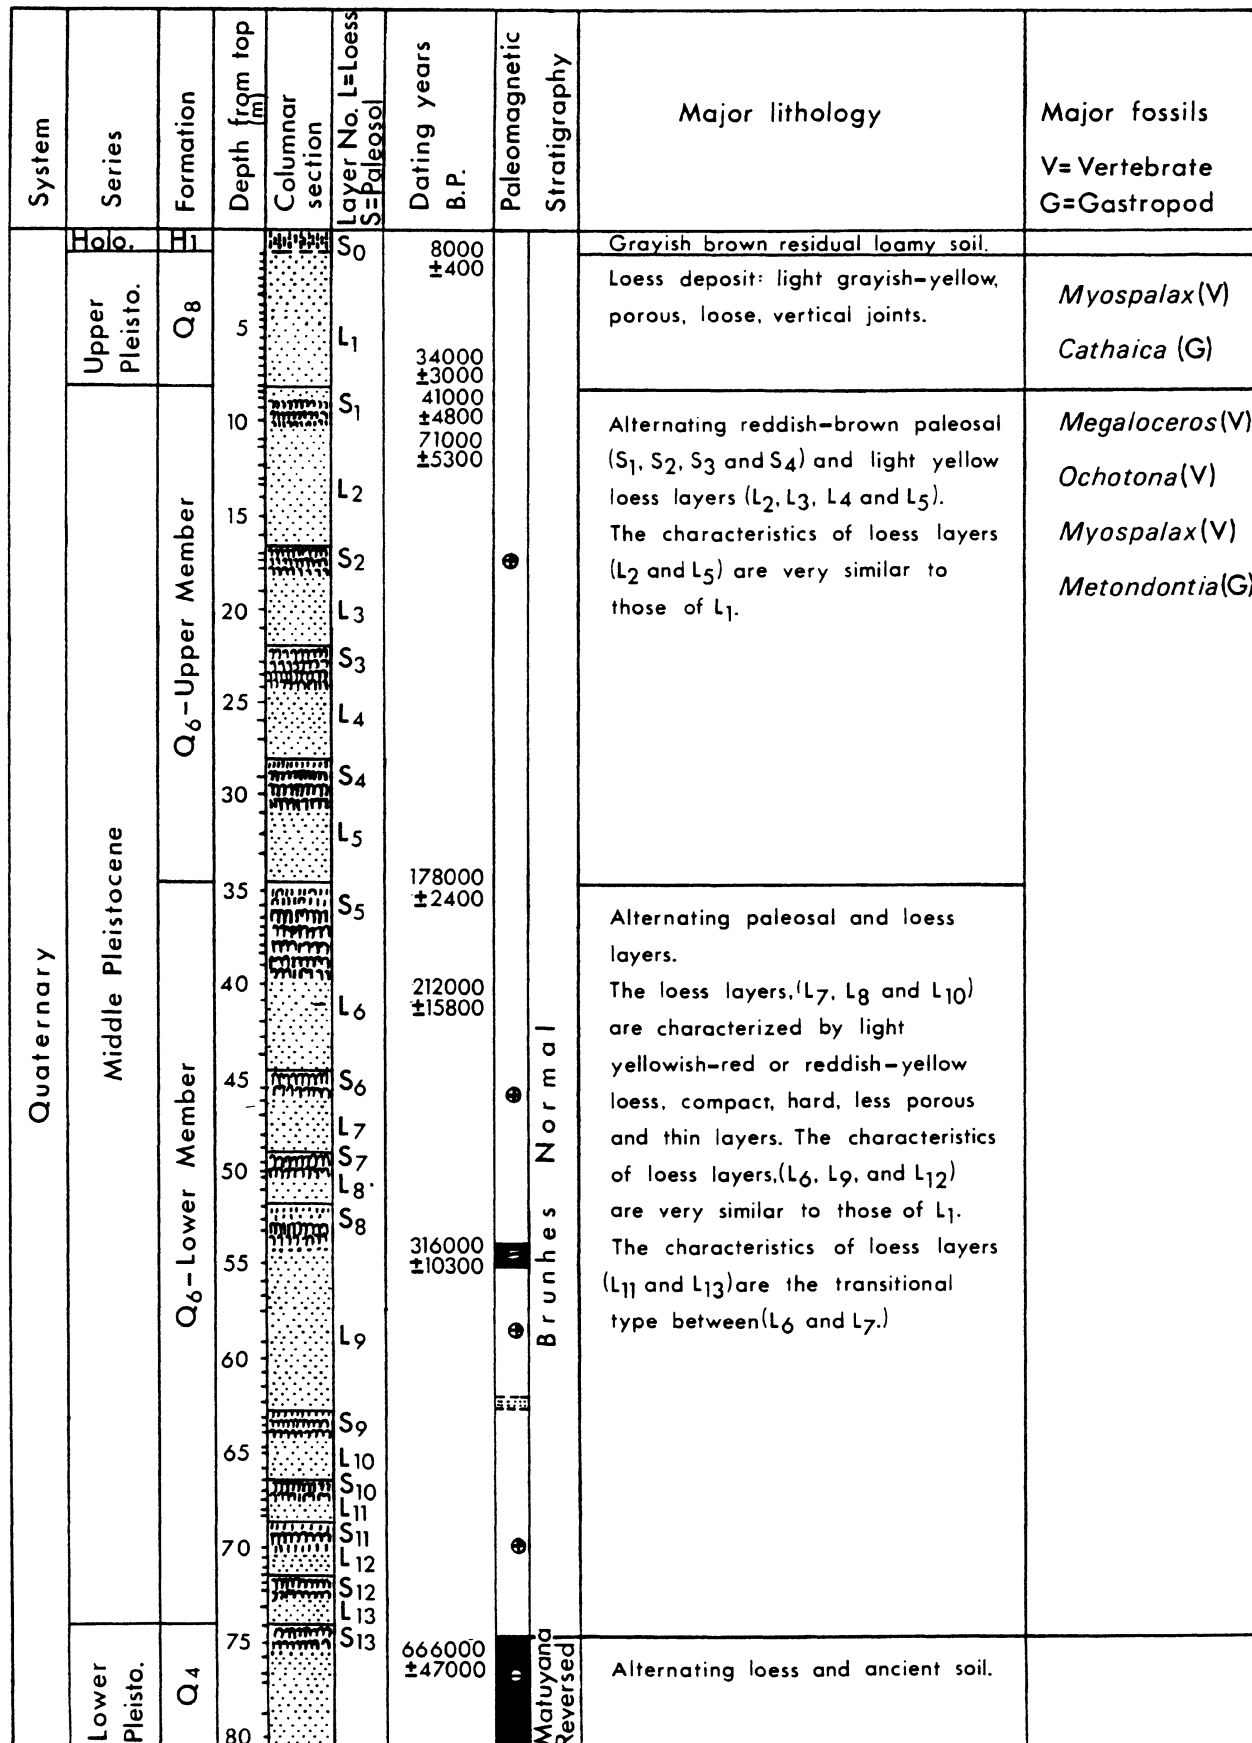 System
Series
Formation
Depth from top
(m)
Columnar
section
Layer No. L=Loess
S=Paleosol
Dating years
B.P.
Paleomagnetic
Stratigraphy
Major lithology
Major fossils
V= Vertebrate
G=Gastropod
Quaternary
Holo.
Upper
Pleisto.
Middle Pleistocene
Lower
Pleisto.
H1
Q8
Q6-Upper Member
Q6-Lower Member
Q4
5
10
15
20
25
30
35
40
45
50
55
60
65
70
75
80
S0
L1
S1
L2
S2
L3
S3
L4
S4
L5
S5
L6
S6
L7
S7
L8
S8
L9
S9
L10
S10
L11
S11
L12
S12
L13
S13
8000
±400
34000
±3000
41000
±4800
71000
±5300
178000
±2400
212000
±15800
316000
±10300
666000
±47000
Brunhes Normal
Matuyana
Reversed
Grayish brown residual loamy soil.
Loess deposit: light grayish-yellow,
porous, loose, vertical joints.
Alternating reddish-brown paleosal
(S1, S2, S3 and S4) and light yellow
loess layers (L2, L3, L4 and L5).
The characteristics of loess layers
(L2 and L5) are very similar to
those of L1.
Alternating paleosal and loess
layers.
The loess layers,(L7, L8 and L10)
are characterized by light
yellowish-red or reddish-yellow
loess, compact, hard, less porous
and thin layers. The characteristics
of loess layers,(L6, L9, and L12)
are very similar to those of L1.
The characteristics of loess layers
(L11 and L13)are the transitional
type between(L6 and L7.)
Alternating loess and ancient soil.
Myospalax(V)
Cathaica (G)
Megaloceros(V)
Ochotona(V)
Myospalax(V)
Metondontia(G)